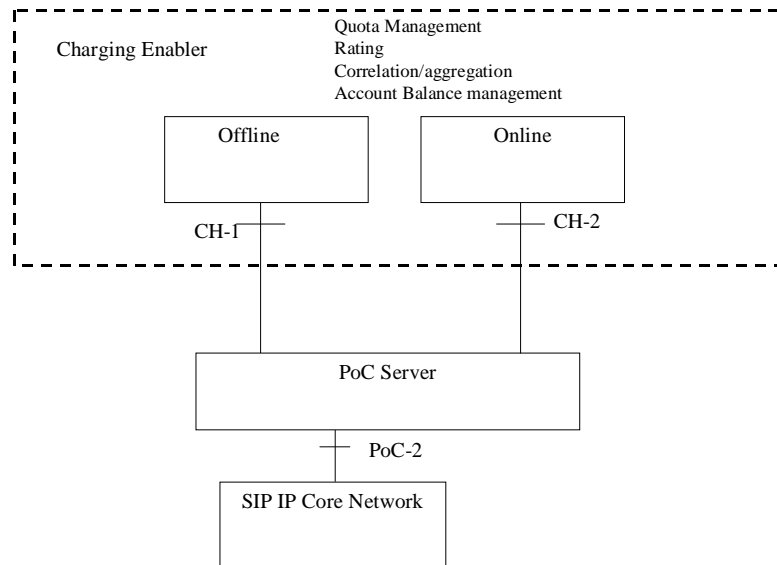 Quota Management
Charging Enabler
Rating
Correlation/aggregation
Account Balance management
Offline
Online
CH-1
CH-2
PoC Server
PoC-2
SIP IP Core Network